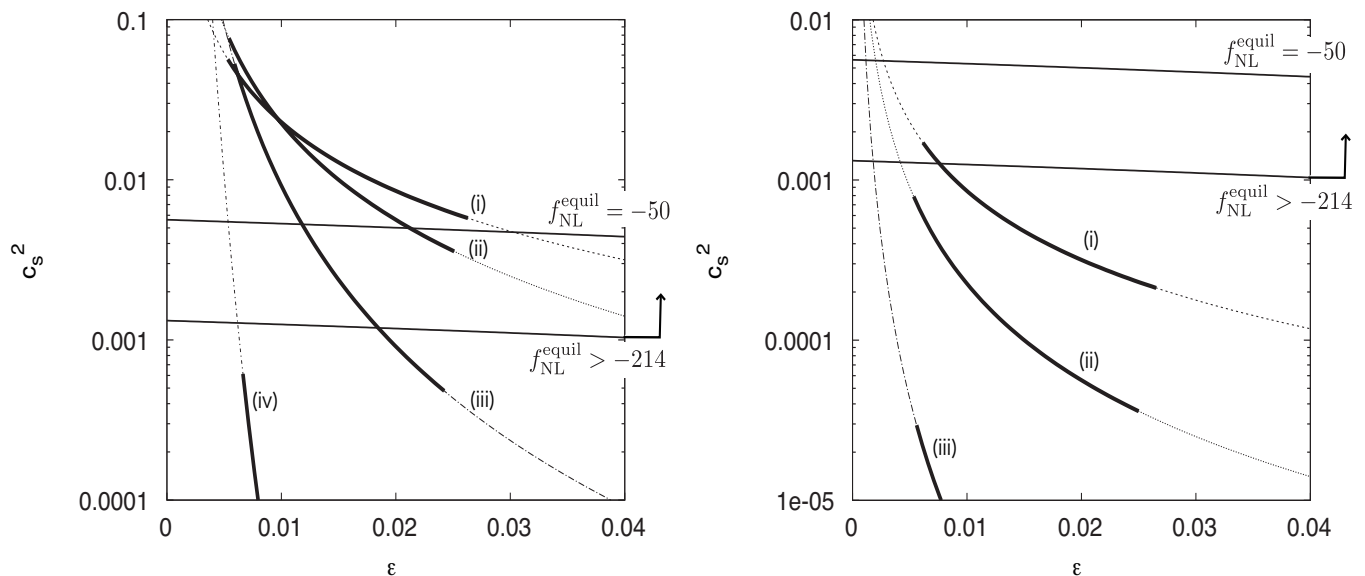 0.1
0.01
0.001
0.0001
c_s^2
0
0.01
0.02
0.03
0.04
ε
(i)
(ii)
(iii)
(iv)
f_NL^equil = −50
f_NL^equil > −214
0.01
0.001
0.0001
1e-05
c_s^2
0
0.01
0.02
0.03
0.04
ε
(i)
(ii)
(iii)
f_NL^equil = −50
f_NL^equil > −214